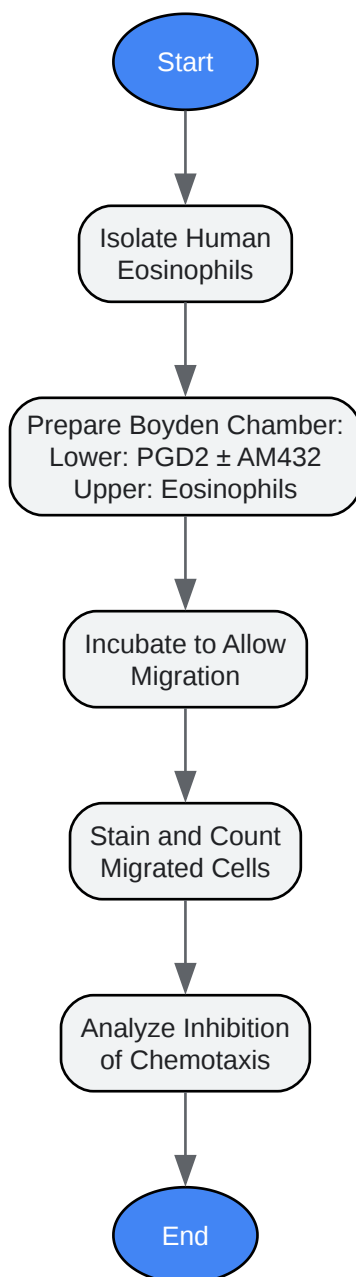 Start
Isolate Human
Eosinophils
Prepare Boyden Chamber:
Lower: PGD2 ± AM432
Upper: Eosinophils
Incubate to Allow
Migration
Stain and Count
Migrated Cells
Analyze Inhibition
of Chemotaxis
End